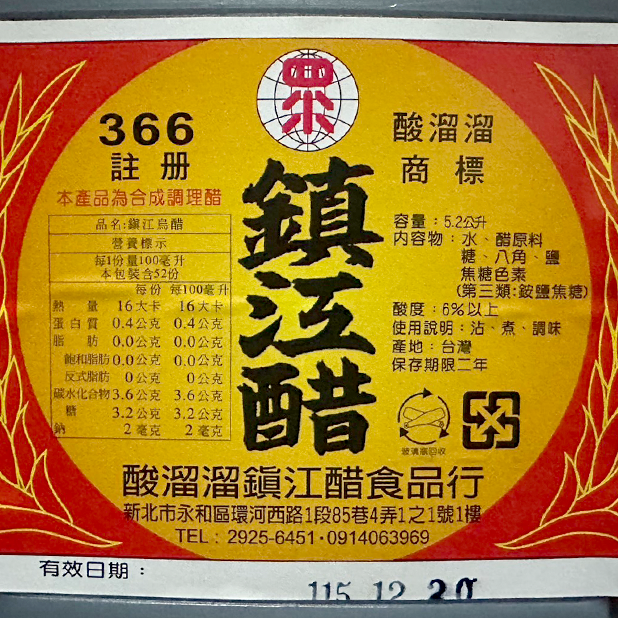 366
註冊
本產品為合成調理醋
酸溜溜
商標
鎮江醋
品名:鎮江烏醋
營養標示
每1份量100毫升
本包裝含52份
每份 每100毫升
熱量 16大卡 16大卡
蛋白質 0.4公克 0.4公克
脂肪 0.0公克 0.0公克
飽和脂肪 0.0公克 0.0公克
反式脂肪 0公克 0公克
碳水化合物 3.6公克 3.6公克
糖 3.2公克 3.2公克
鈉 2毫克 2毫克
容量:5.2公升
內容物:水、醋原料
糖、八角、鹽
焦糖色素
(第三類:銨鹽焦糖)
酸度:6%以上
使用說明:沾、煮、調味
產地:台灣
保存期限二年
酸溜溜鎮江醋食品行
新北市永和區環河西路1段85巷4弄1之1號1樓
TEL:2925-6451·0914063969
有效日期:
115 12 20